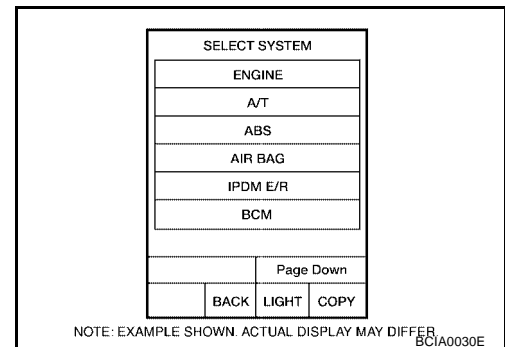 SELECT SYSTEM
ENGINE
A/T
ABS
AIR BAG
IPDM E/R
BCM
Page Down
BACK LIGHT COPY
NOTE: EXAMPLE SHOWN. ACTUAL DISPLAY MAY DIFFER.
BCIA0030E